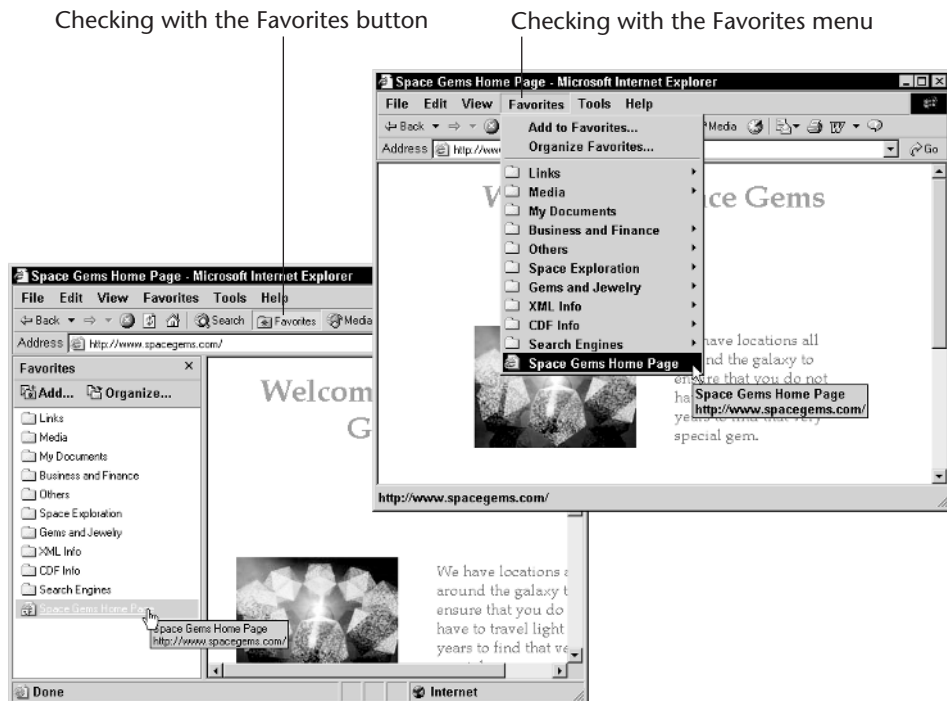 Checking with the Favorites button
Checking with the Favorites menu
Space Gems Home Page - Microsoft Internet Explorer
File Edit View Favorites Tools Help
Back Media Go
Address http://www
Add to Favorites...
Organize Favorites...
Links
Media
My Documents
Business and Finance
Others
Space Exploration
Gems and Jewelry
XML Info
CDF Info
Search Engines
Space Gems Home Page
Space Gems Home Page
http://www.spacegems.com/
W ce Gems
have locations all
nd the galaxy to
ensure that you do not
ha
years to find that very
special gem.
http://www.spacegems.com/
Space Gems Home Page - Microsoft Internet Explorer
File Edit View Favorites Tools Help
Back Search Favorites Media
Address http://www.spacegems.com/
Favorites ×
Add... Organize...
Links
Media
My Documents
Business and Finance
Others
Space Exploration
Gems and Jewelry
XML Info
CDF Info
Search Engines
Space Gems Home Page
Space Gems Home Page
http://www.spacegems.com/
Welcom
G
We have locations a
around the galaxy t
ensure that you do
have to travel light
years to find that ve
Done Internet